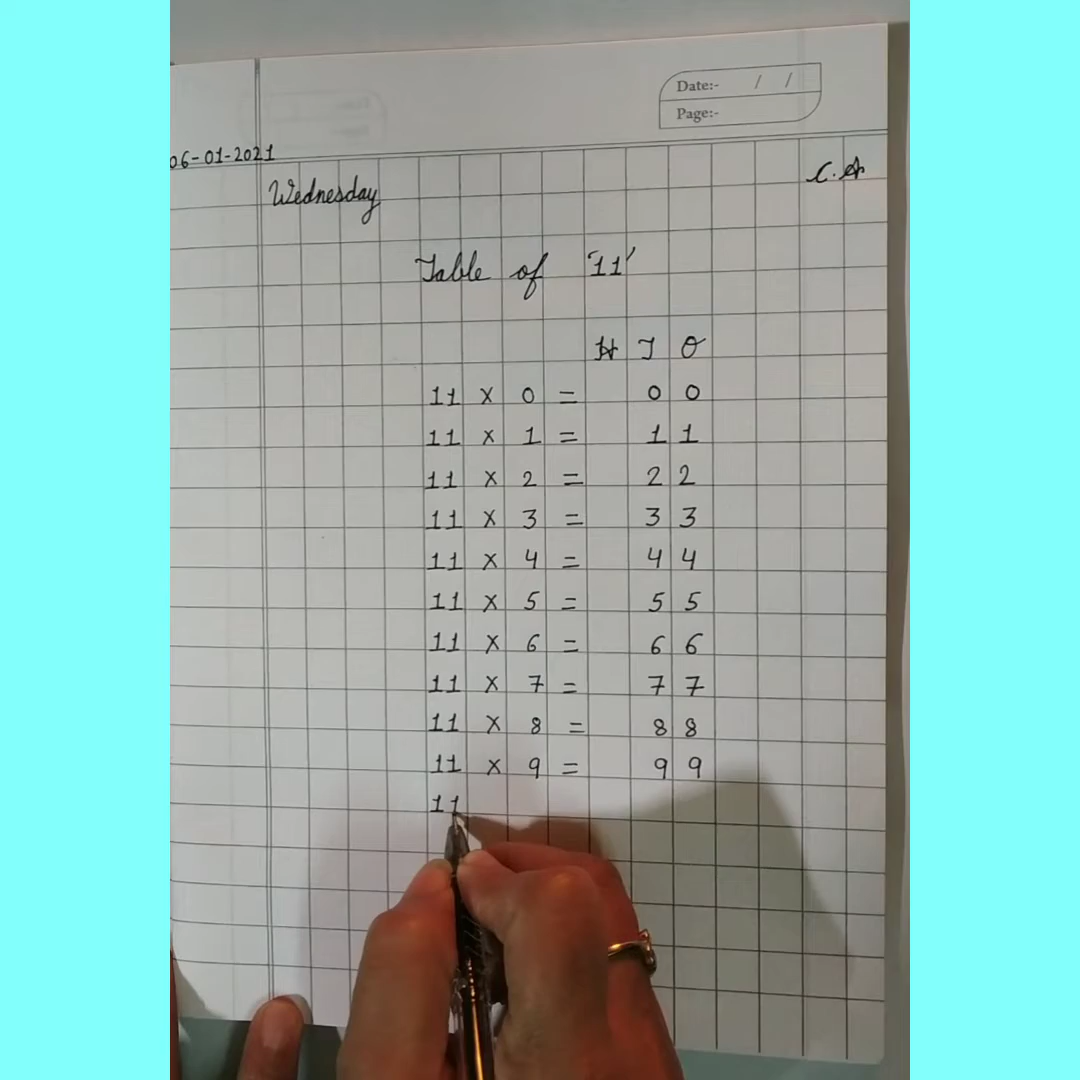 Date:- / /
Page:-
06-01-2021
C.W.
Wednesday
Table of '11'
H T O
11 × 0 = 0 0
11 × 1 = 1 1
11 × 2 = 2 2
11 × 3 = 3 3
11 × 4 = 4 4
11 × 5 = 5 5
11 × 6 = 6 6
11 × 7 = 7 7
11 × 8 = 8 8
11 × 9 = 9 9
11